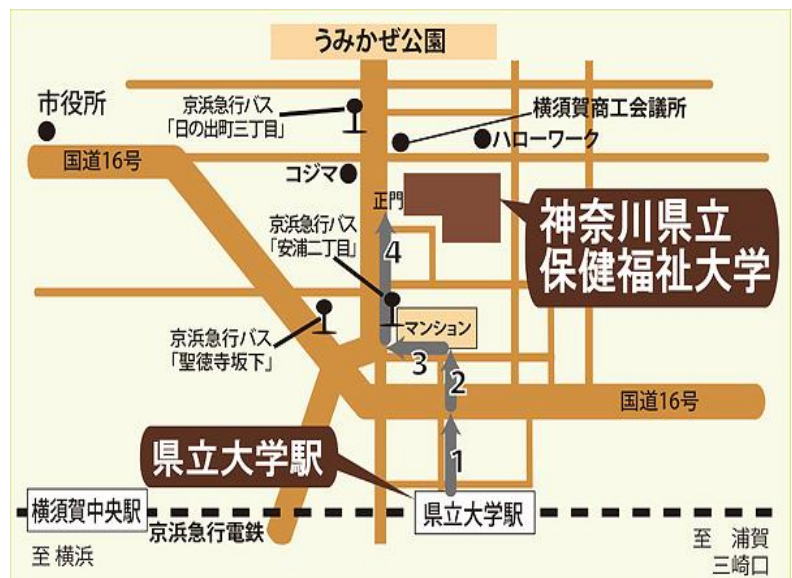 うみかぜ公園
市役所
京浜急行バス
「日の出町三丁目」
横須賀商工会議所
ハローワーク
国道16号
コジマ
正門
神奈川県立
保健福祉大学
京浜急行バス
「安浦二丁目」
4
マンション
京浜急行バス
「聖徳寺坂下」
3
2
国道16号
県立大学駅
1
横須賀中央駅
京浜急行電鉄
県立大学駅
至 横浜
至 浦賀
三崎口